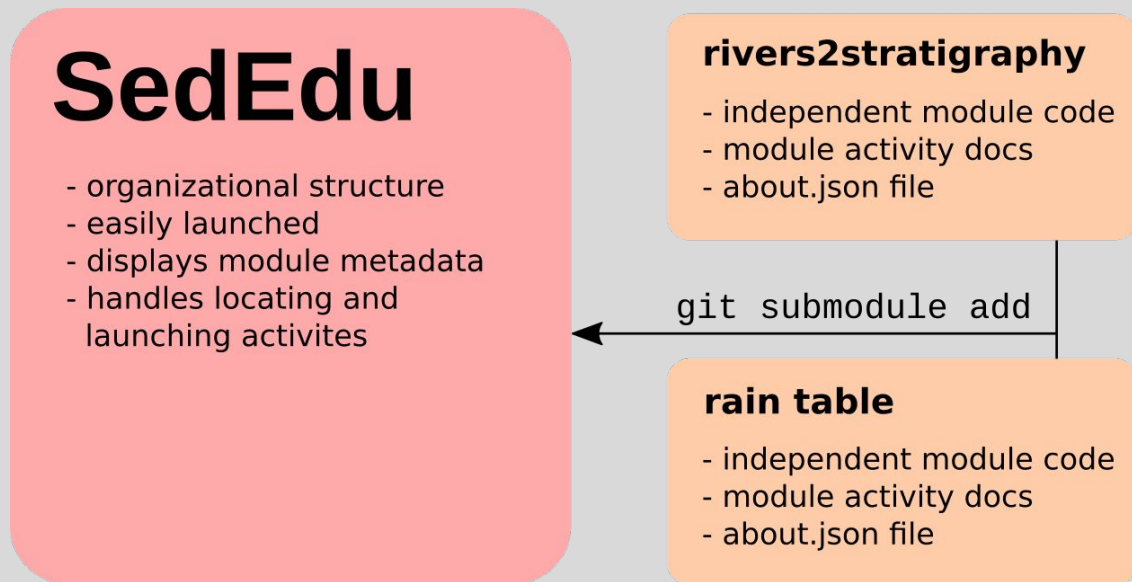 SedEdu
- organizational structure
- easily launched
- displays module metadata
- handles locating and
launching activites
rivers2stratigraphy
- independent module code
- module activity docs
- about.json file
git submodule add
rain table
- independent module code
- module activity docs
- about.json file